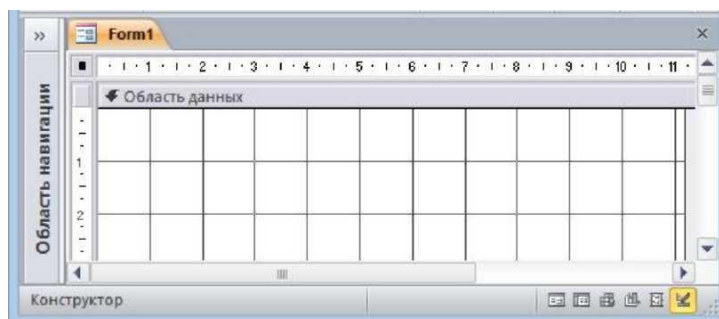 » Form1 ×
1 2 3 4 5 6 7 8 9 10 11
Область данных
Область навигации
1
2
Конструктор